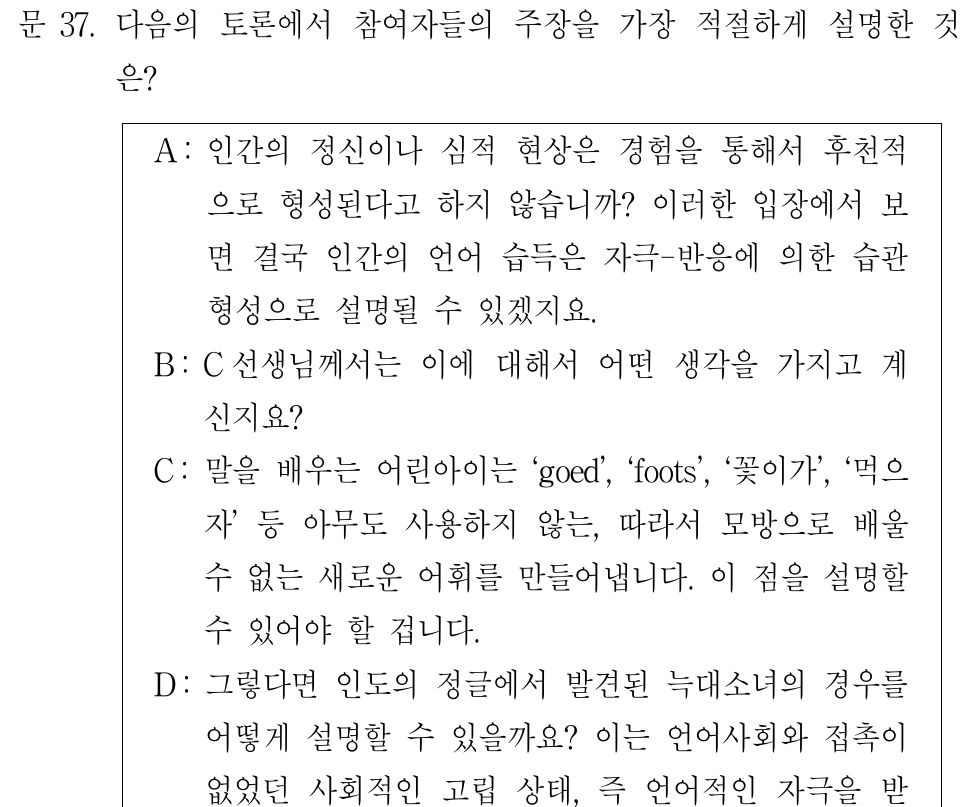 문 37. 다음의 토론에서 참여자들의 주장을 가장 적절하게 설명한 것
은?
A: 인간의 정신이나 심적 현상은 경험을 통해서 후천적
으로 형성된다고 하지 않습니까? 이러한 입장에서 보
면 결국 인간의 언어 습득은 자극-반응에 의한 습관
형성으로 설명될 수 있겠지요.
B: C 선생님께서는 이에 대해서 어떤 생각을 가지고 계
신지요?
C: 말을 배우는 어린아이는 ‘goed’, ‘foots’, ‘꽃이가’, ‘먹으
자’ 등 아무도 사용하지 않는, 따라서 모방으로 배울
수 없는 새로운 어휘를 만들어냅니다. 이 점을 설명할
수 있어야 할 겁니다.
D: 그렇다면 인도의 정글에서 발견된 늑대소녀의 경우를
어떻게 설명할 수 있을까요? 이는 언어사회와 접촉이
없었던 사회적인 고립 상태, 즉 언어적인 자극을 받